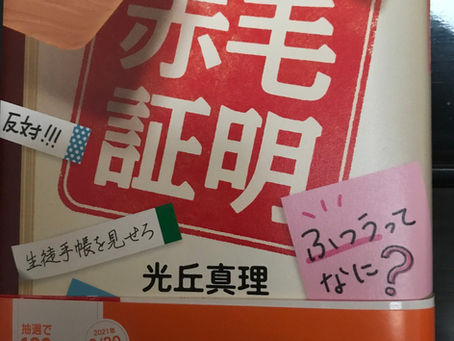 赤毛
証明
反対!!!
生徒手帳を見せろ
ふつうって
なに?
光丘真理
抽選で
2021年